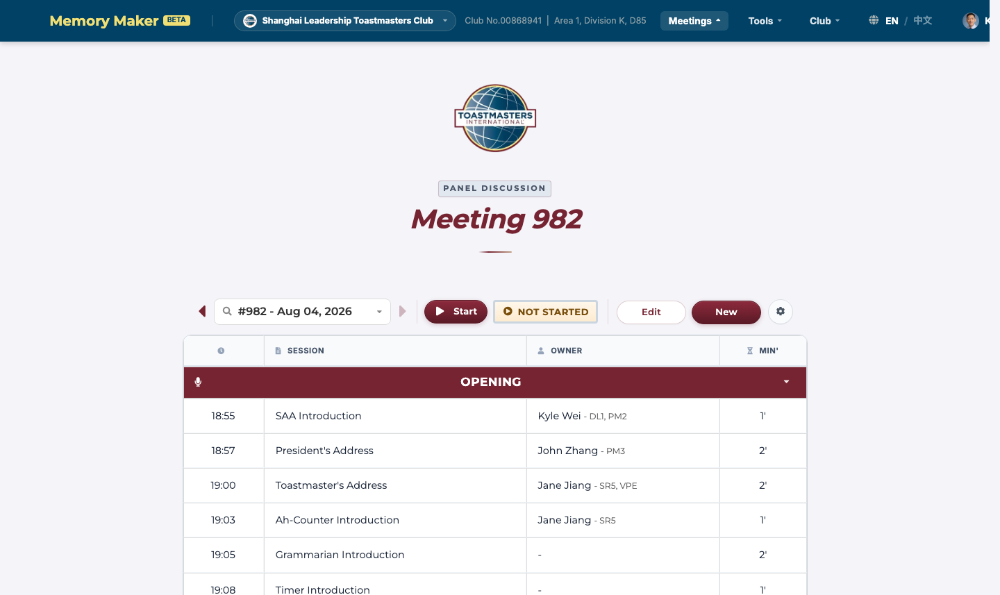 Memory Maker BETA
Shanghai Leadership Toastmasters Club
Club No.00868941 | Area 1, Division K, D85
Meetings
Tools
Club
EN / 中文
K
TOASTMASTERS
INTERNATIONAL
PANEL DISCUSSION
Meeting 982
#982 - Aug 04, 2026
Start
NOT STARTED
Edit
New
SESSION OWNER MIN'
OPENING
18:55 SAA Introduction Kyle Wei - DL1, PM2 1'
18:57 President's Address John Zhang - PM3 2'
19:00 Toastmaster's Address Jane Jiang - SR5, VPE 2'
19:03 Ah-Counter Introduction Jane Jiang - SR5 1'
19:05 Grammarian Introduction - 2'
19:08 Timer Introduction - 1'